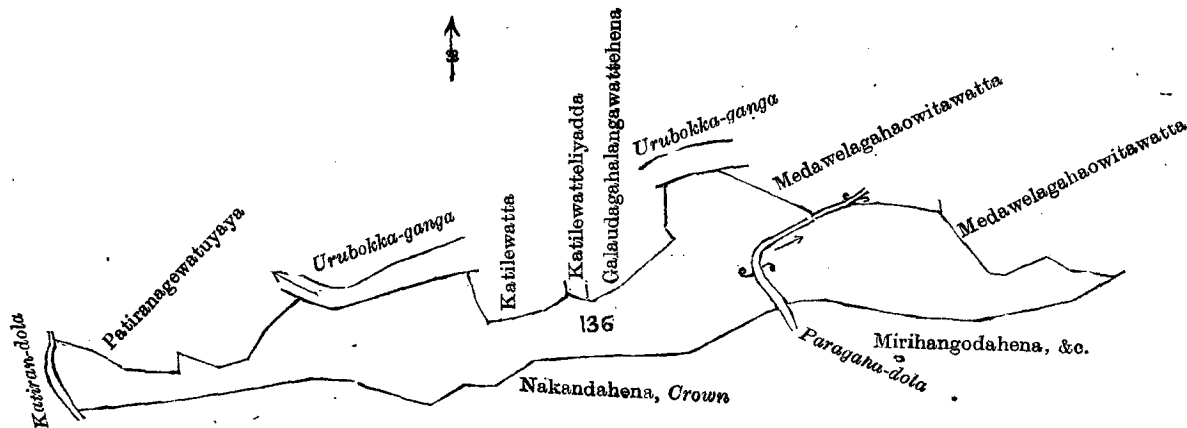 Katiran-dola
Patiranagewatuyaya
Urubokka-ganga
Katilewatta
Katilewatteliyadda
Galaudagahalangawattehena
Urubokka-ganga
Medawelagahaowitawatta
Medawelagahaowitawatta
136
Nakandahena, Crown
Paragahu-dola
Mirihangodahena, &c.